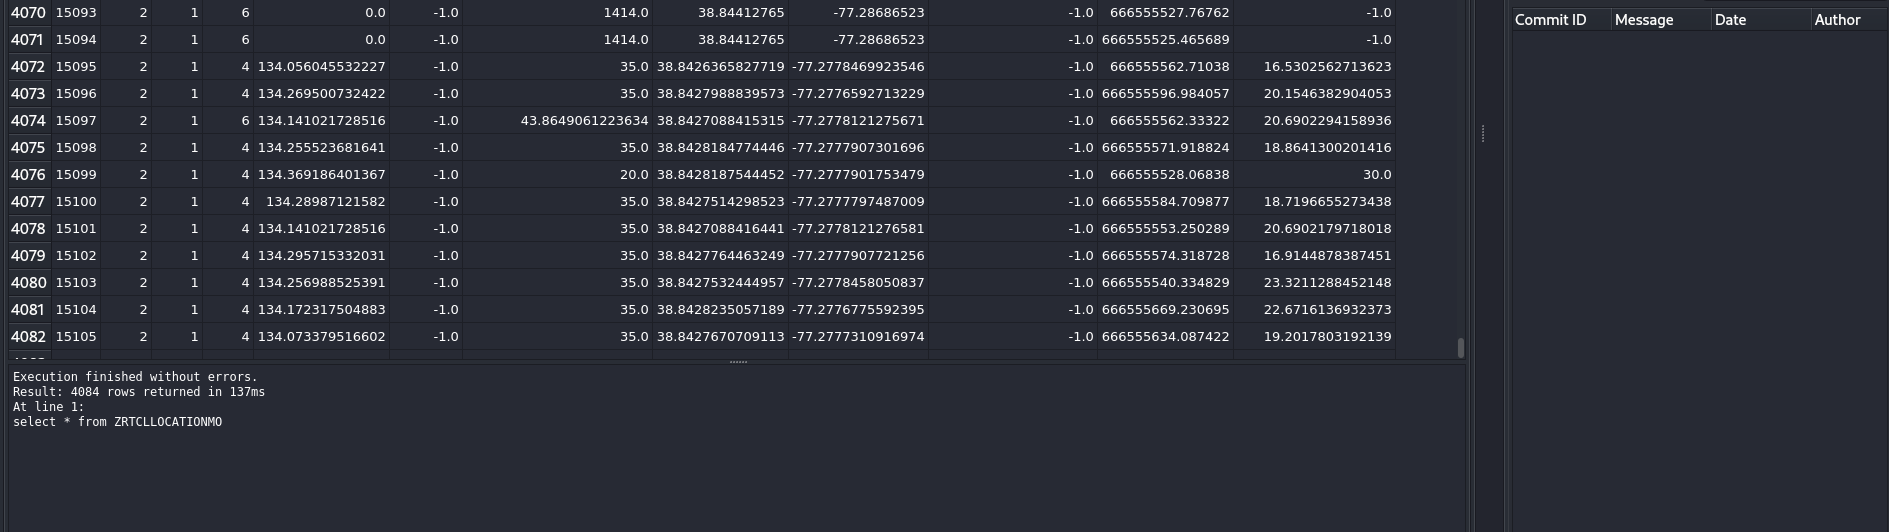 4070 15093 2 1 6 0.0 -1.0 1414.0 38.84412765 -77.28686523 -1.0 666555527.76762 -1.0
Commit ID Message Date Author
4071 15094 2 1 6 0.0 -1.0 1414.0 38.84412765 -77.28686523 -1.0 666555525.465689 -1.0
4072 15095 2 1 4 134.056045532227 -1.0 35.0 38.8426365827719 -77.2778469923546 -1.0 666555562.71038 16.5302562713623
4073 15096 2 1 4 134.269500732422 -1.0 35.0 38.8427988839573 -77.2776592713229 -1.0 666555596.984057 20.1546382904053
4074 15097 2 1 6 134.141021728516 -1.0 43.8649061223634 38.8427088415315 -77.2778121275671 -1.0 666555562.33322 20.6902294158936
4075 15098 2 1 4 134.255523681641 -1.0 35.0 38.8428184774446 -77.2777907301696 -1.0 666555571.918824 18.8641300201416
4076 15099 2 1 4 134.369186401367 -1.0 20.0 38.8428187544452 -77.2777901753479 -1.0 666555528.06838 30.0
4077 15100 2 1 4 134.28987121582 -1.0 35.0 38.8427514298523 -77.2777797487009 -1.0 666555584.709877 18.7196655273438
4078 15101 2 1 4 134.141021728516 -1.0 35.0 38.8427088416441 -77.2778121276581 -1.0 666555553.250289 20.6902179718018
4079 15102 2 1 4 134.295715332031 -1.0 35.0 38.8427764463249 -77.2777907721256 -1.0 666555574.318728 16.9144878387451
4080 15103 2 1 4 134.256988525391 -1.0 35.0 38.8427532444957 -77.2778458050837 -1.0 666555540.334829 23.3211288452148
4081 15104 2 1 4 134.172317504883 -1.0 35.0 38.8428235057189 -77.2776775592395 -1.0 666555669.230695 22.6716136932373
4082 15105 2 1 4 134.073379516602 -1.0 35.0 38.8427670709113 -77.2777310916974 -1.0 666555634.087422 19.2017803192139
Execution finished without errors.
Result: 4084 rows returned in 137ms
At line 1:
select * from ZRTCLLOCATIONMO